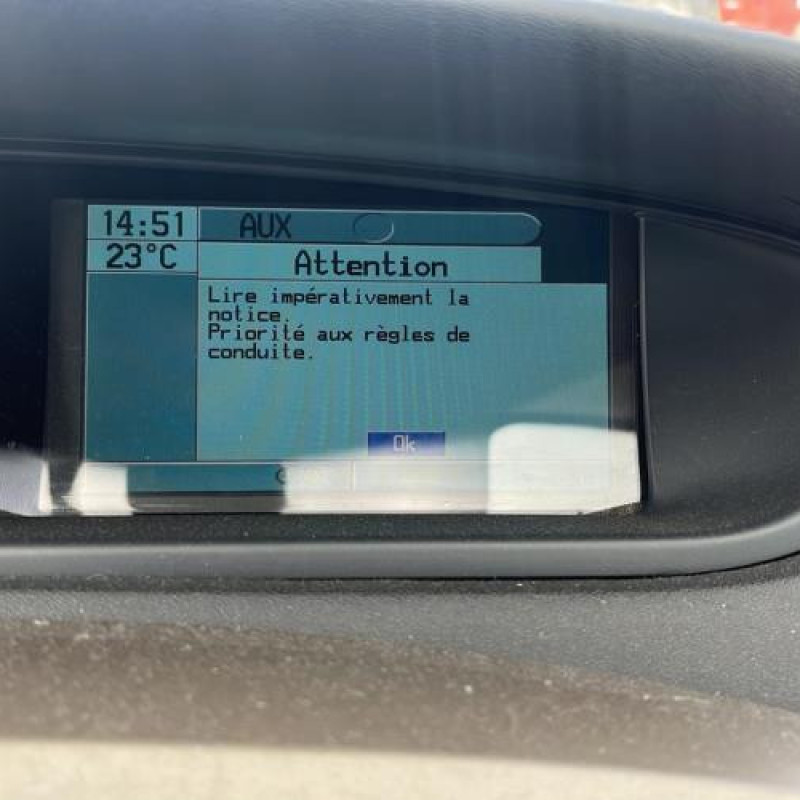 14:51 AUX
23°C Attention
Lire impérativement la
notice.
Priorité aux règles de
conduite.
Ok